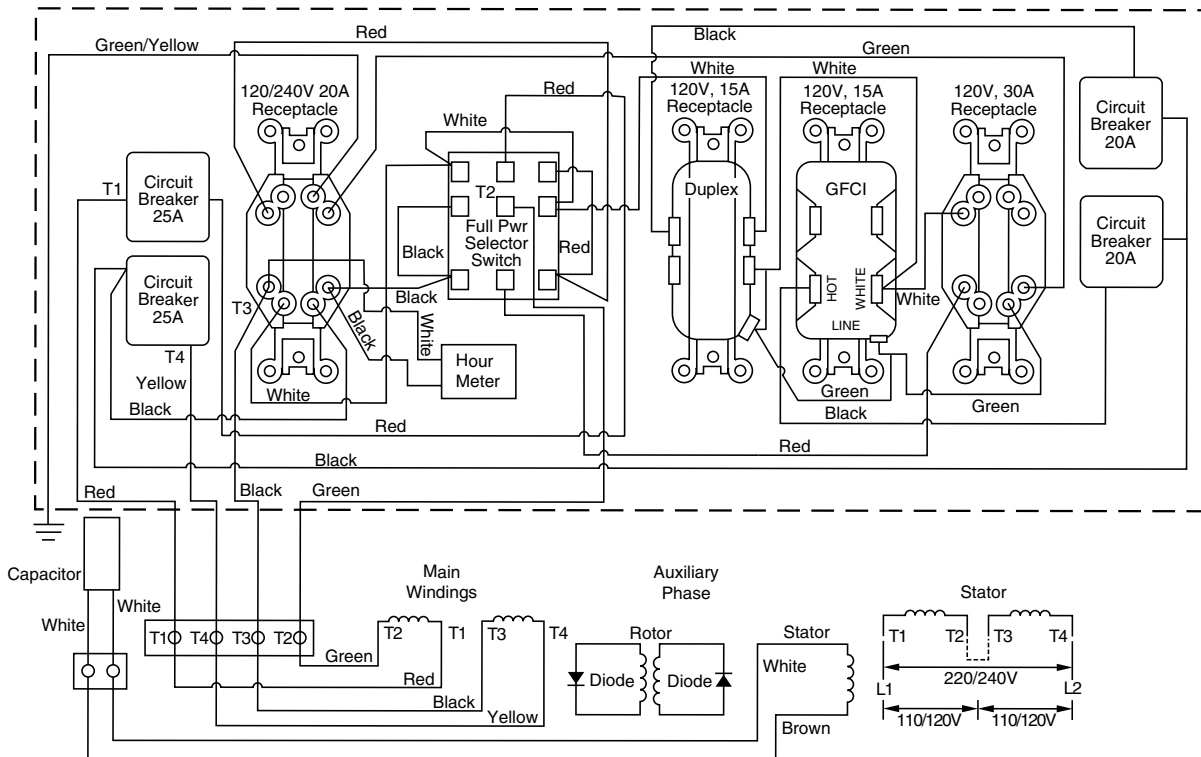 Green/Yellow
Red
Black
White
Green
120/240V 20A
Receptacle
Red
White
120V, 15A
Receptacle
White
120V, 15A
Receptacle
120V, 30A
Receptacle
Circuit
Breaker
20A
T1
Circuit
Breaker
25A
T2
Full Pwr
Selector
Switch
Black
Red
Duplex
GFCI
Circuit
Breaker
20A
Circuit
Breaker
25A
T3
Black
Black
White
HOT
WHITE
White
LINE
T4
Yellow
Hour
Meter
White
Black
Green
Black
Green
Red
Red
Black
Red
Black
Green
Capacitor
White
White
Main
Windings
Auxiliary
Phase
Stator
T1
T4
T3
T2
T2
T1
T3
T4
Green
Red
Black
Yellow
Rotor
Diode
Diode
Stator
White
Brown
T1
T2
T3
T4
220/240V
L1
L2
110/120V
110/120V